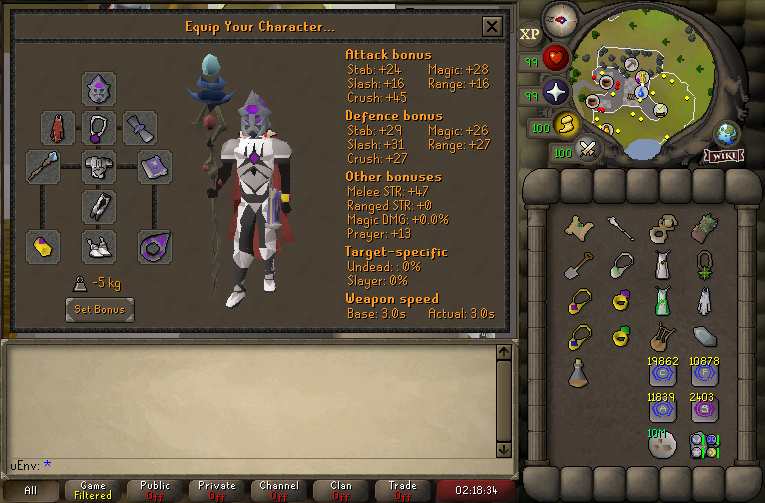 Equip Your Character...
Attack bonus
Stab: +24 Magic: +28
Slash: +16 Range: +16
Crush: +45
Defence bonus
Stab: +29 Magic: +26
Slash: +31 Range: +27
Crush: +27
Other bonuses
Melee STR: +47
Ranged STR: +0
Magic DMG: +0.0%
Prayer: +13
Target-specific
Undead: : 0%
Slayer: 0%
Weapon speed
Base: 3.0s Actual: 3.0s
-5 kg
Set Bonus
XP
99
99
100
100
WIKI
19862 10878
11839 2403
10M
uEnv: *
All
Game
Filtered
Public
Off
Private
Off
Channel
Off
Clan
Off
Trade
Off
02:18:34